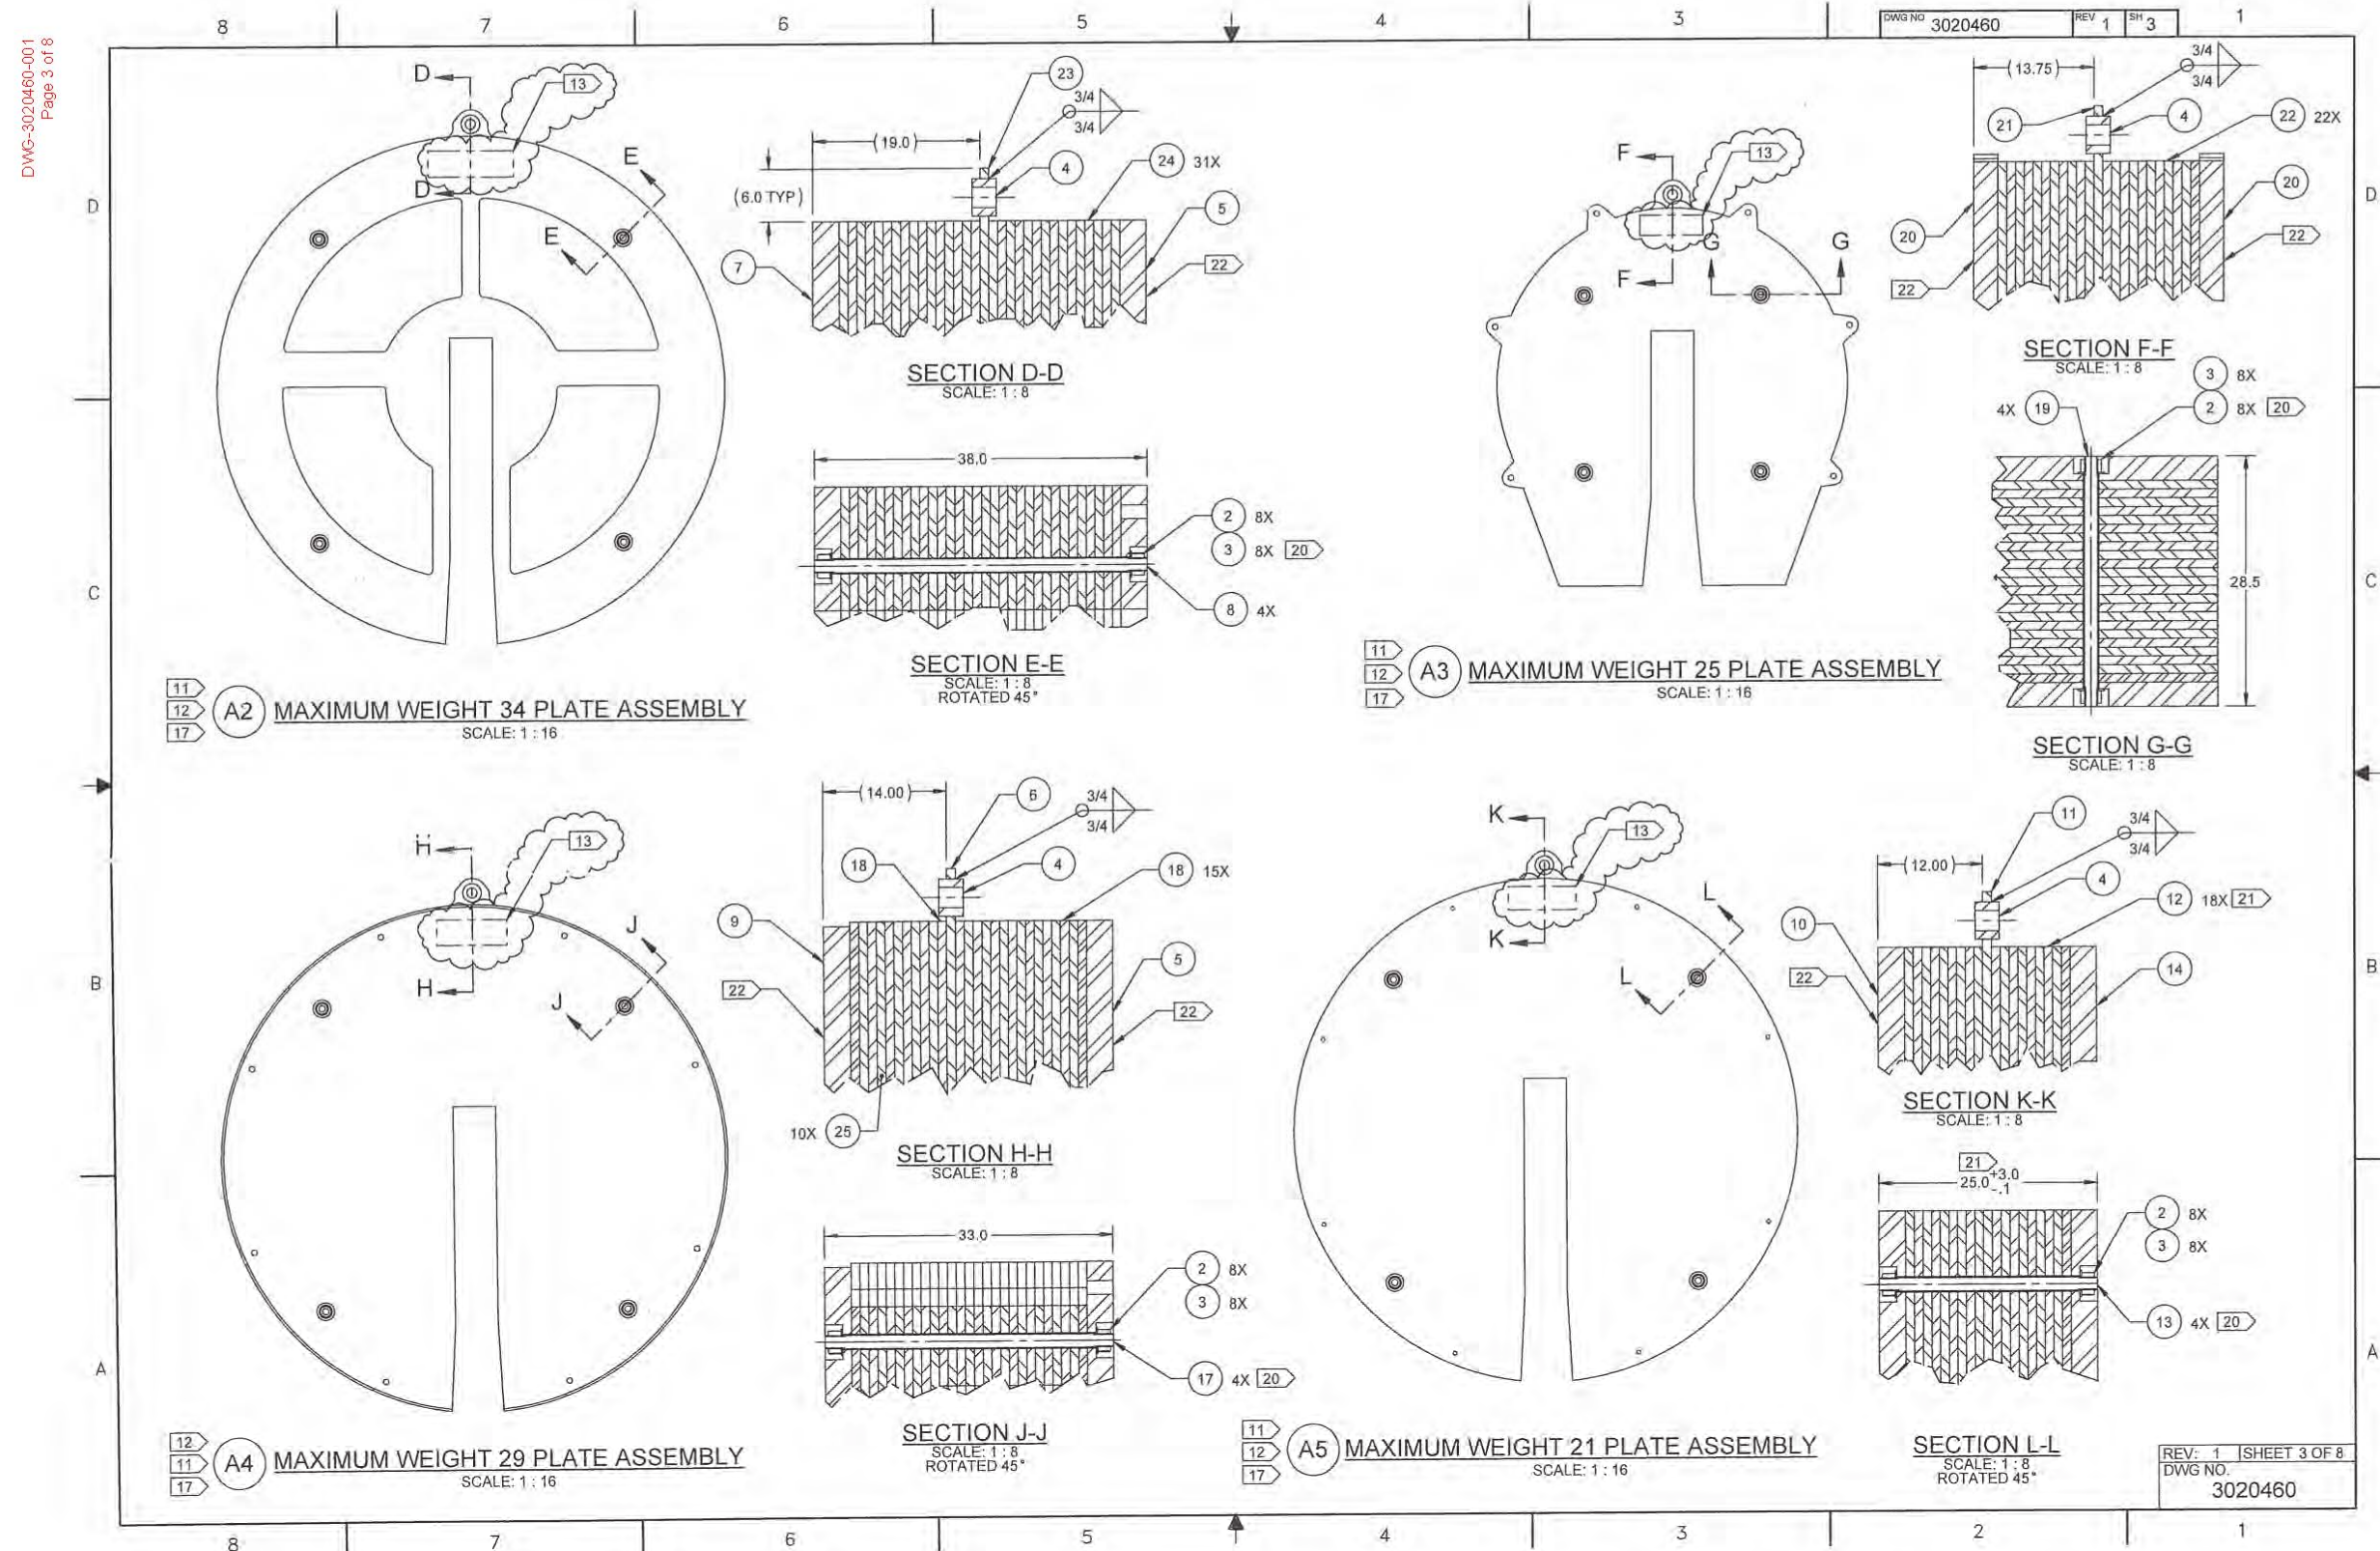 DWG-3020460-001
Page 3 of 8
8
7
6
5
4
3
DWG NO 3020460
REV 1
SH 3
1
D
C
B
A
D
C
B
A
D
D
13
E
E
11
12
17
A2
MAXIMUM WEIGHT 34 PLATE ASSEMBLY
SCALE: 1 : 16
23
3/4
3/4
(19.0)
4
24 31X
(6.0 TYP)
5
7
22
SECTION D-D
SCALE: 1 : 8
38.0
2 8X
3 8X 20
8 4X
SECTION E-E
SCALE: 1 : 8
ROTATED 45°
F
F
13
G
G
11
12
17
A3
MAXIMUM WEIGHT 25 PLATE ASSEMBLY
SCALE: 1 : 16
(13.75)
3/4
3/4
21
4
22 22X
20
20
22
22
SECTION F-F
SCALE: 1 : 8
3 8X
4X 19
2 8X 20
28.5
SECTION G-G
SCALE: 1 : 8
H
H
13
J
J
12
11
17
A4
MAXIMUM WEIGHT 29 PLATE ASSEMBLY
SCALE: 1 : 16
(14.00)
6
3/4
3/4
18
4
18 15X
9
5
22
22
10X 25
SECTION H-H
SCALE: 1 : 8
33.0
2 8X
3 8X
17 4X 20
SECTION J-J
SCALE: 1 : 8
ROTATED 45°
K
K
13
L
L
11
12
17
A5
MAXIMUM WEIGHT 21 PLATE ASSEMBLY
SCALE: 1 : 16
11
3/4
3/4
(12.00)
4
12 18X 21
10
14
22
SECTION K-K
SCALE: 1 : 8
21
25.0 +3.0 -.1
2 8X
3 8X
13 4X 20
SECTION L-L
SCALE: 1 : 8
ROTATED 45°
REV: 1 SHEET 3 OF 8
DWG NO.
3020460
8
7
6
5
4
3
2
1